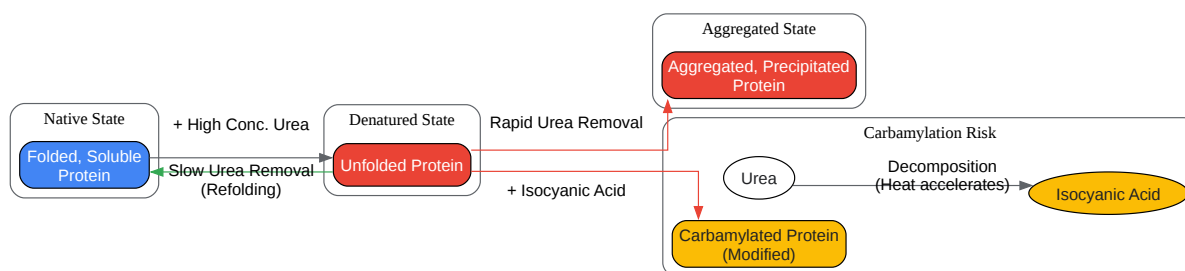 Aggregated State
Aggregated, Precipitated
Protein
Native State
Folded, Soluble
Protein
+ High Conc. Urea
Slow Urea Removal
(Refolding)
Denatured State
Unfolded Protein
Rapid Urea Removal
+ Isocyanic Acid
Carbamylation Risk
Urea
Decomposition
(Heat accelerates)
Isocyanic Acid
Carbamylated Protein
(Modified)